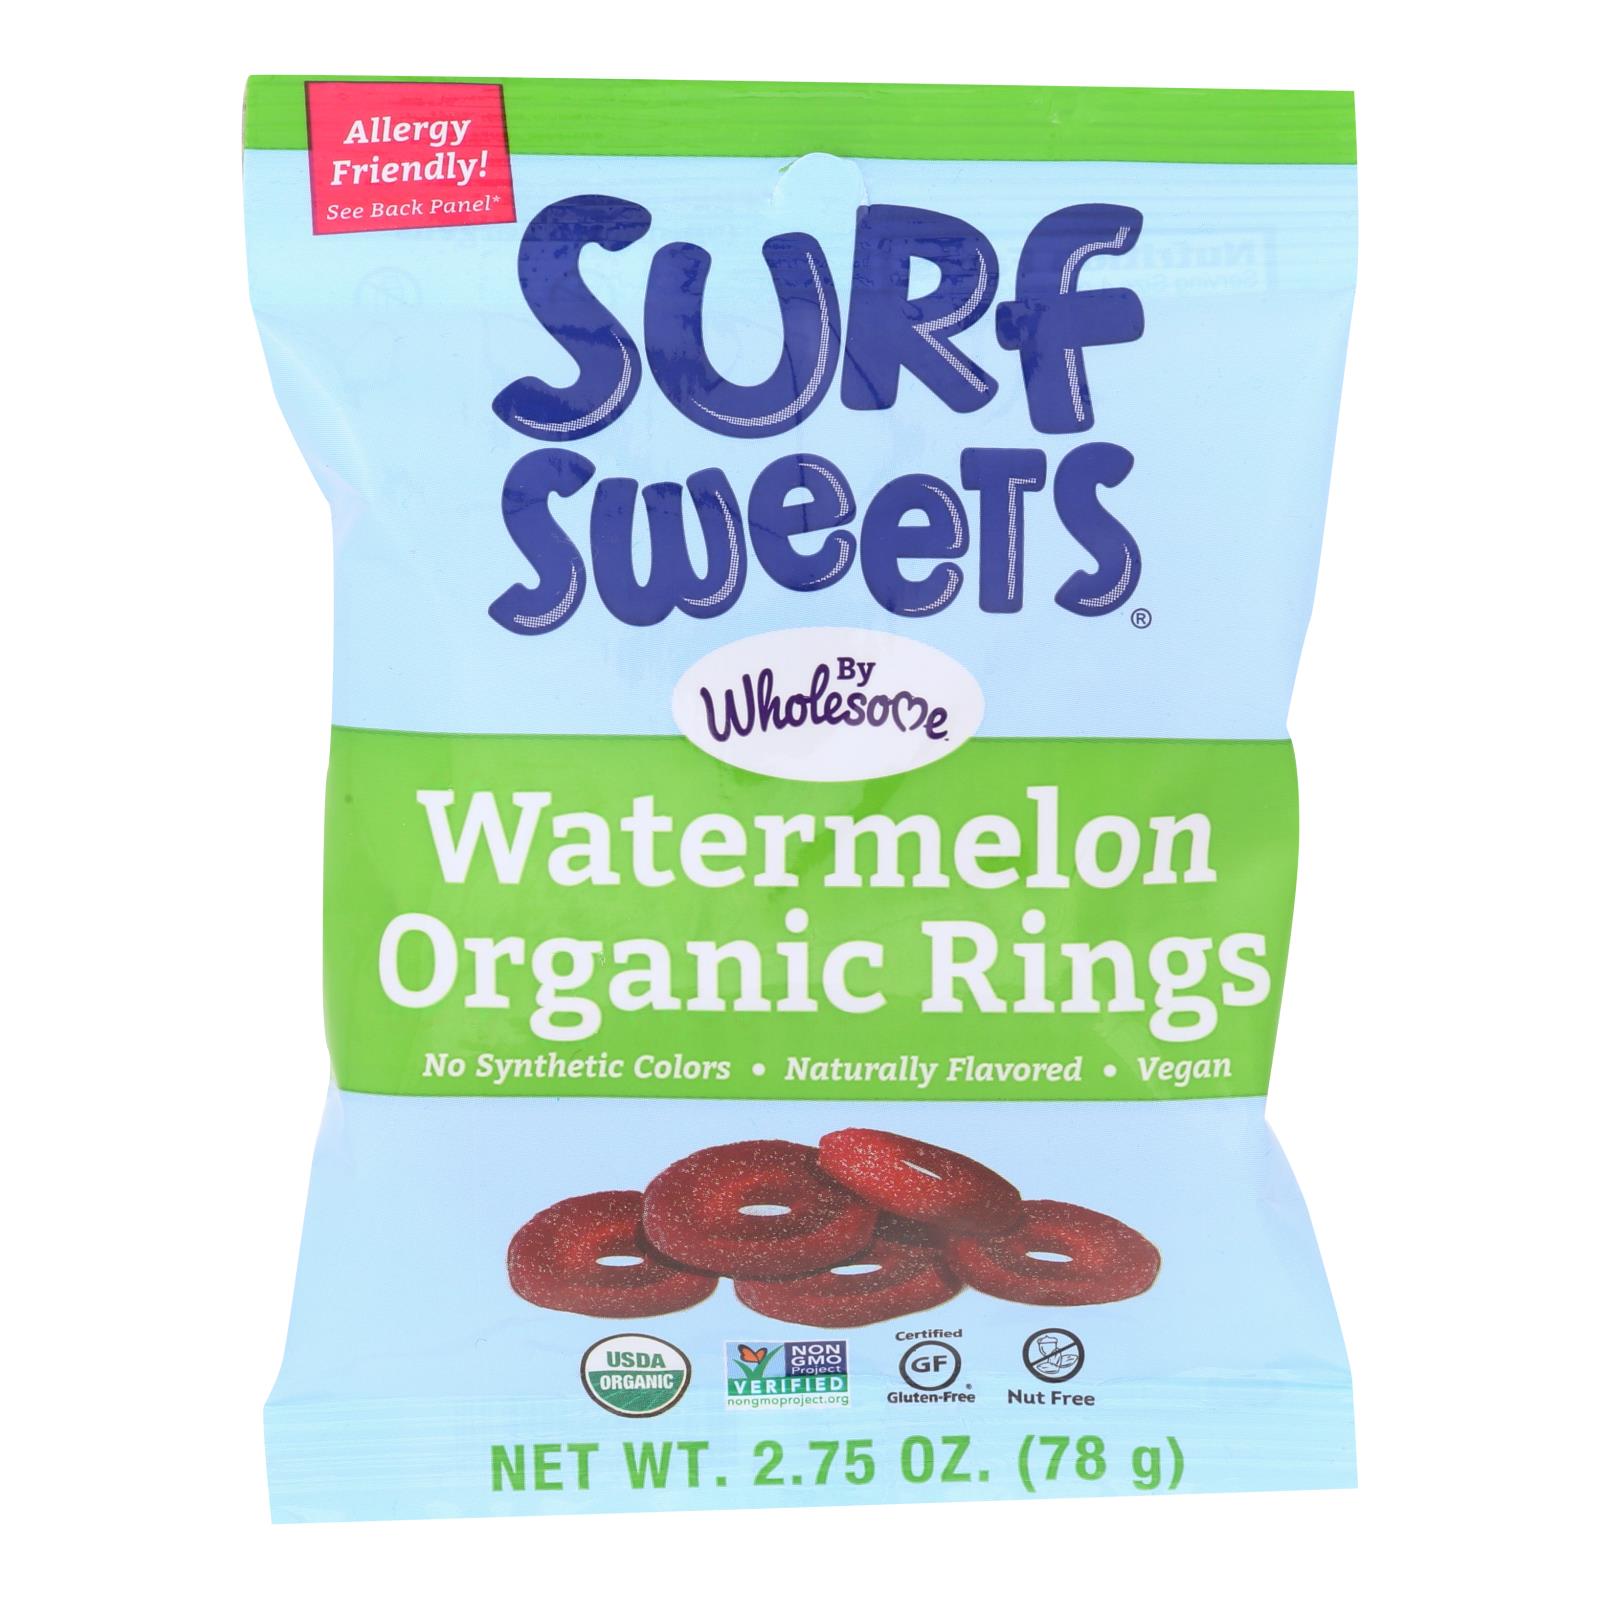 Allergy
Friendly!
See Back Panel*
SURF
SWEETS®
By
Wholesome
Watermelon
Organic Rings
No Synthetic Colors • Naturally Flavored • Vegan
USDA
ORGANIC
NON
GMO
Project
VERIFIED
nongmoproject.org
Certified
GF
Gluten-Free®
Nut Free
NET WT. 2.75 OZ. (78 g)